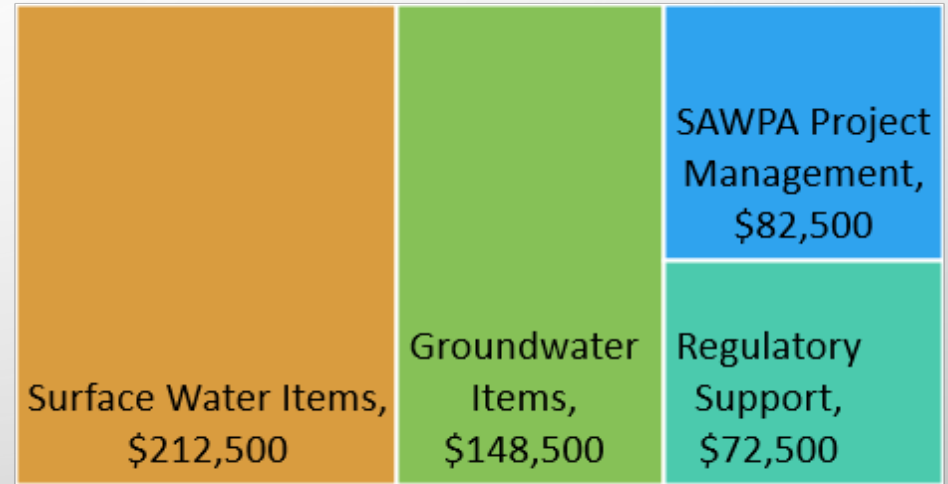 Surface Water Items,
$212,500
Groundwater
Items,
$148,500
SAWPA Project
Management,
$82,500
Regulatory
Support,
$72,500